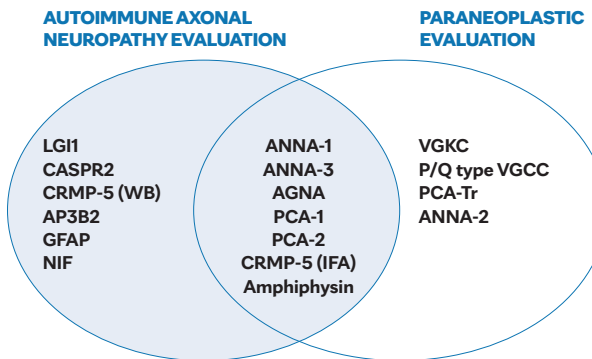 AUTOIMMUNE AXONAL
NEUROPATHY EVALUATION
PARANEOPLASTIC
EVALUATION
LGI1
CASPR2
CRMP-5 (WB)
AP3B2
GFAP
NIF
ANNA-1
ANNA-3
AGNA
PCA-1
PCA-2
CRMP-5 (IFA)
Amphiphysin
VGKC
P/Q type VGCC
PCA-Tr
ANNA-2